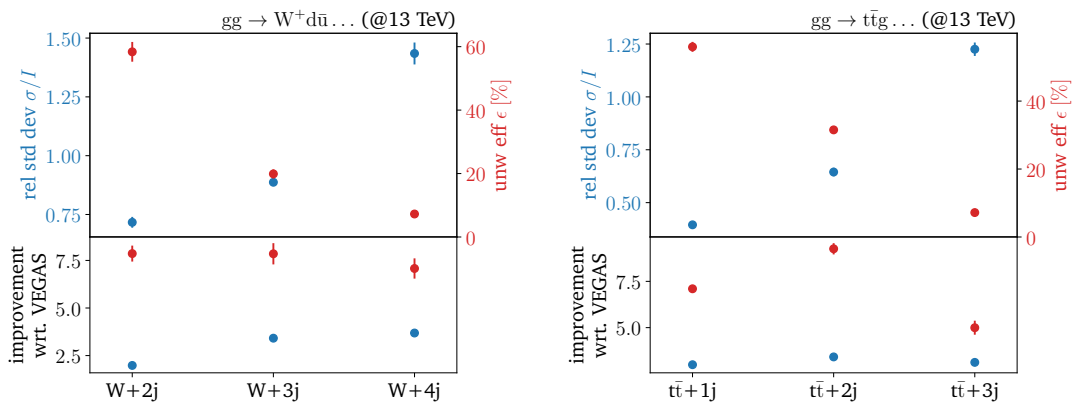 gg → W⁺dū ... (@13 TeV)
1.50
1.25
1.00
0.75
rel std dev σ/I
60
40
20
0
unw eff ϵ [%]
7.5
5.0
2.5
improvement
wrt. VEGAS
W+2j
W+3j
W+4j
gg → tt̄g ... (@13 TeV)
1.25
1.00
0.75
0.50
rel std dev σ/I
40
20
0
unw eff ϵ [%]
7.5
5.0
improvement
wrt. VEGAS
tt̄+1j
tt̄+2j
tt̄+3j